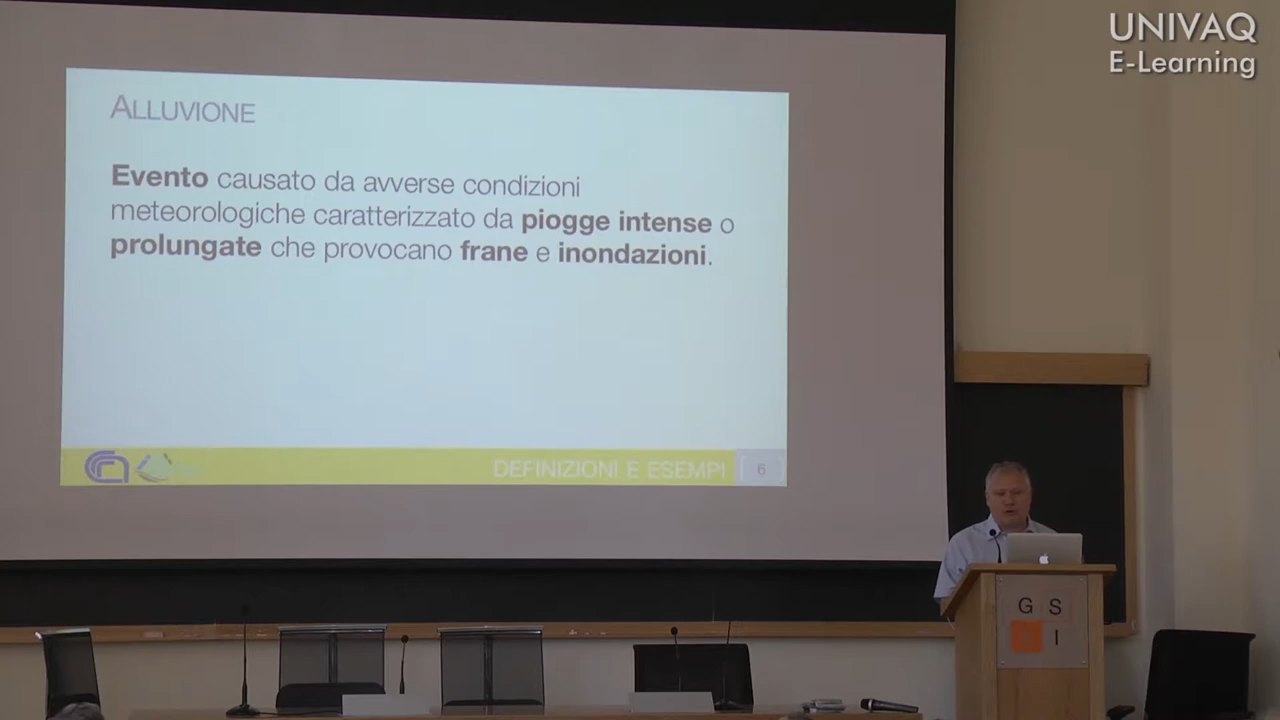 UNIVAQ
E-Learning
ALLUVIONE
Evento causato da avverse condizioni
meteorologiche caratterizzato da piogge intense o
prolungate che provocano frane e inondazioni.
DEFINIZIONI E ESEMPI
6
G S
I